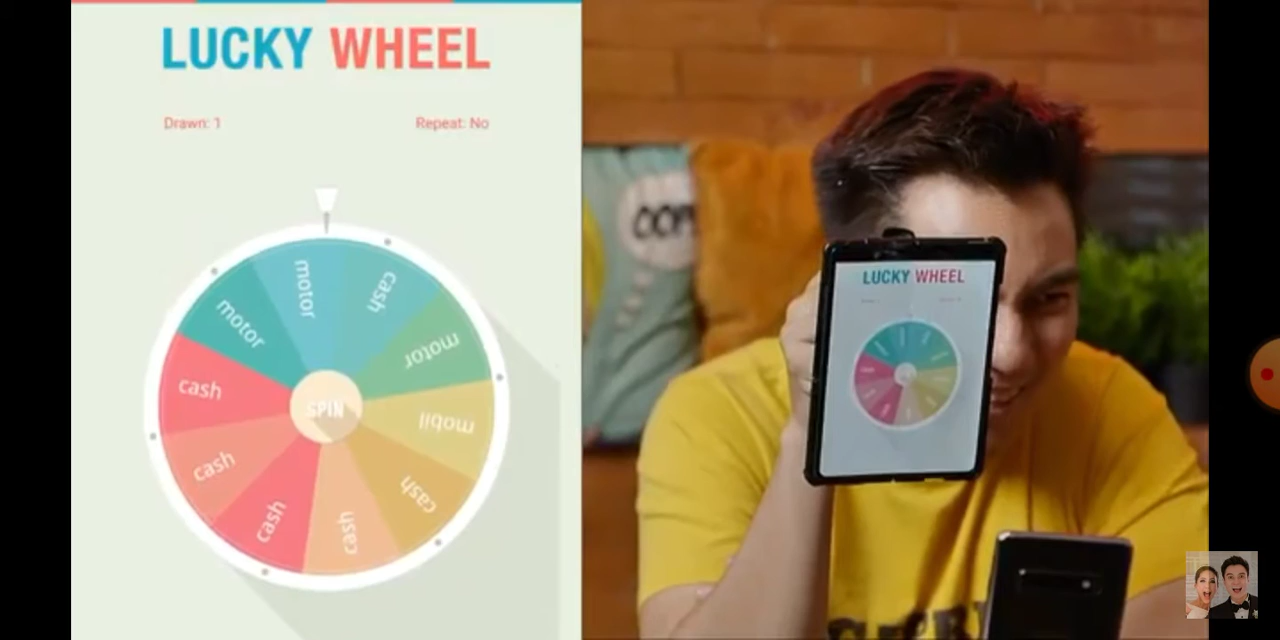 LUCKY WHEEL
Drawn: 1
Repeat: No
cash
motor
motor
motor
mobil
cash
cash
cash
cash
cash
SPIN
OOP
LUCKY WHEEL